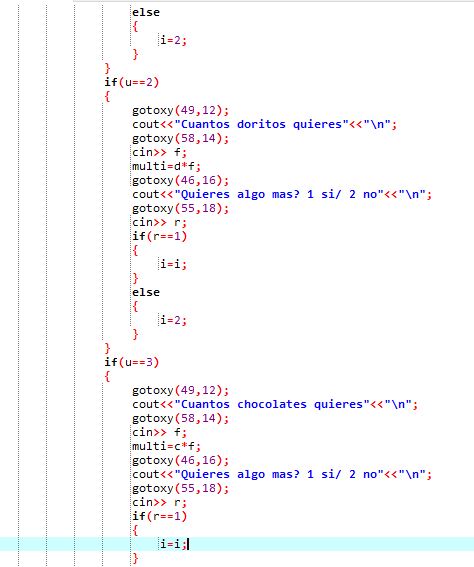 else
{
i=2;
}
}
if(u==2)
{
gotoxy(49,12);
cout<<"Cuantos doritos quieres"<<"\n";
gotoxy(58,14);
cin>> f;
multi=d*f;
gotoxy(46,16);
cout<<"Quieres algo mas? 1 si/ 2 no"<<"\n";
gotoxy(55,18);
cin>> r;
if(r==1)
{
i=i;
}
else
{
i=2;
}
}
if(u==3)
{
gotoxy(49,12);
cout<<"Cuantos chocolates quieres"<<"\n";
gotoxy(58,14);
cin>> f;
multi=c*f;
gotoxy(46,16);
cout<<"Quieres algo mas? 1 si/ 2 no"<<"\n";
gotoxy(55,18);
cin>> r;
if(r==1)
{
i=i;
}